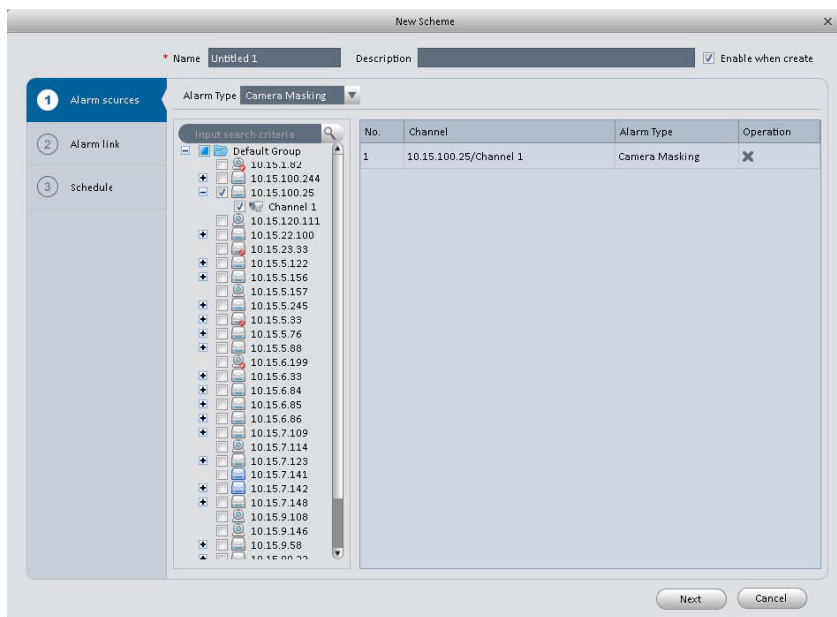 New Scheme
* Name Untitled 1 Description Enable when create
1 Alarm scurces
2 Alarm link
3 Schedule
Alarm Type Camera Masking
Input search criteria
Default Group
10.15.1.82
10.15.100.244
10.15.100.25
Channel 1
10.15.120.111
10.15.22.100
10.15.23.33
10.15.5.122
10.15.5.156
10.15.5.157
10.15.5.245
10.15.5.33
10.15.5.76
10.15.5.88
10.15.6.199
10.15.6.33
10.15.6.84
10.15.6.85
10.15.6.86
10.15.7.109
10.15.7.114
10.15.7.123
10.15.7.141
10.15.7.142
10.15.7.148
10.15.9.108
10.15.9.146
10.15.9.58
No. Channel Alarm Type Operation
1 10.15.100.25/Channel 1 Camera Masking
Next Cancel